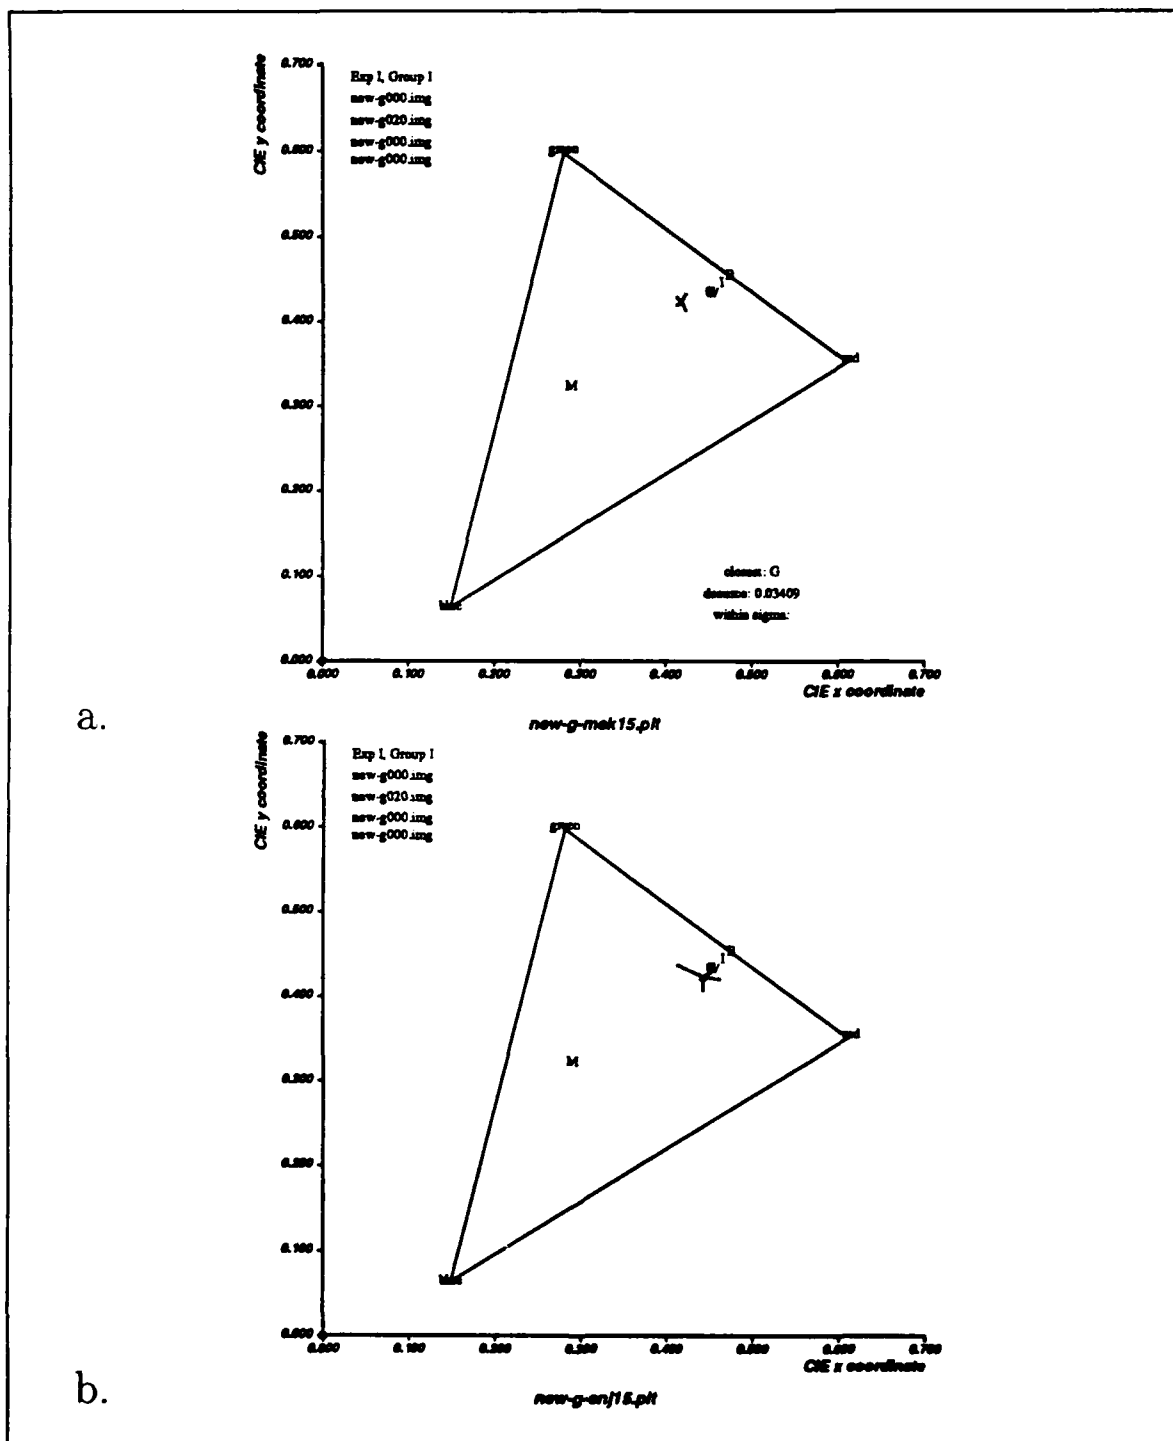 CIE y coordinate
0.700
0.600
0.500
0.400
0.300
0.200
0.100
0.000
Exp I, Group I
new-g000.img
new-g020.img
new-g000.img
new-g000.img
green
R
I
G
M
red
blue
closest: G
distance: 0.03409
within sigma:
0.000 0.100 0.200 0.300 0.400 0.500 0.600 0.700
CIE x coordinate
a.
new-g-mek15.plt
CIE y coordinate
0.700
0.600
0.500
0.400
0.300
0.200
0.100
0.000
Exp I, Group I
new-g000.img
new-g020.img
new-g000.img
new-g000.img
green
R
I
G
M
red
blue
0.000 0.100 0.200 0.300 0.400 0.500 0.600 0.700
CIE x coordinate
b.
new-g-enj15.plt